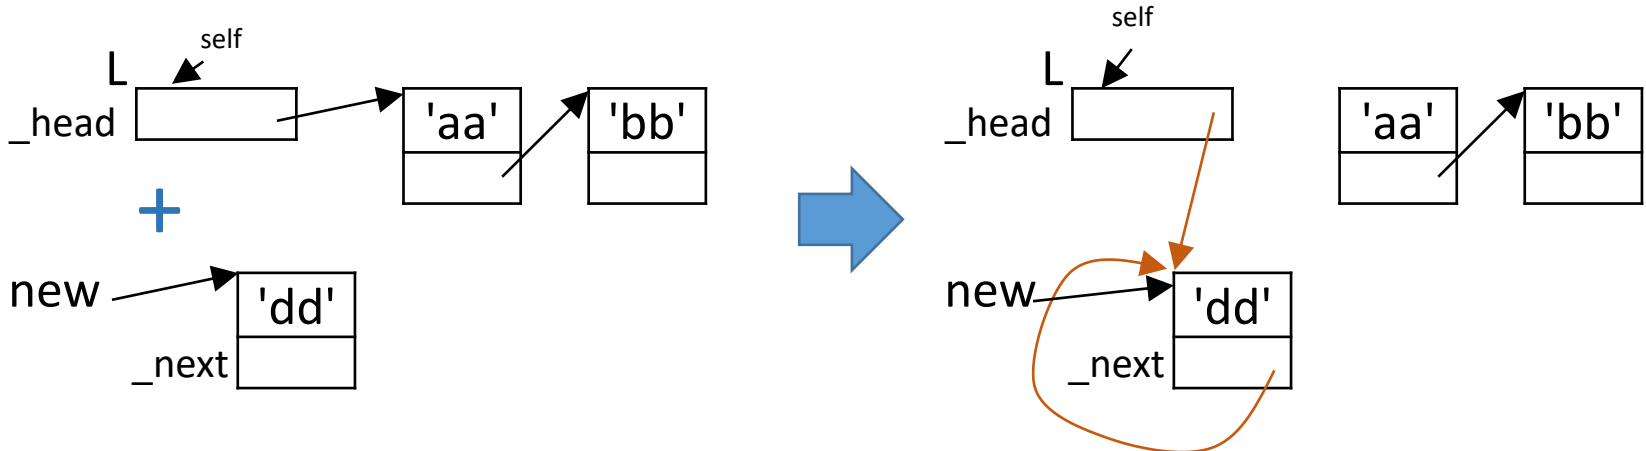 self
L
_head
'aa'
'bb'
+
new
'dd'
_next
self
L
_head
'aa'
'bb'
new
'dd'
_next